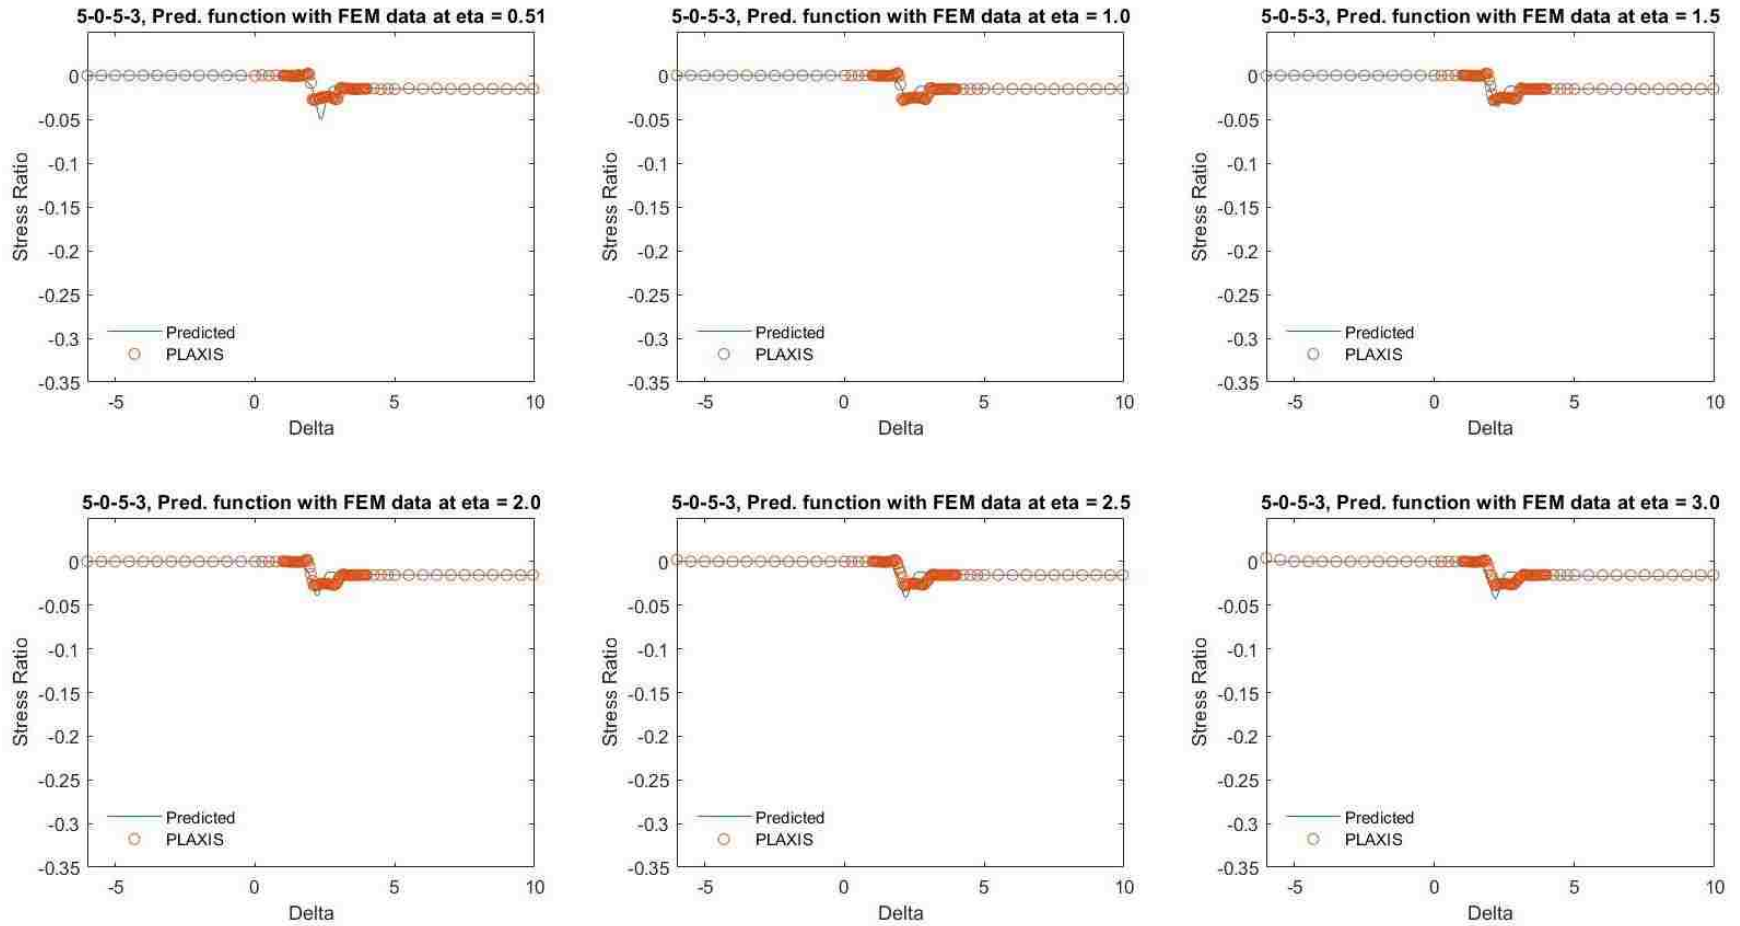 5-0-5-3, Pred. function with FEM data at eta = 0.51
0
-0.05
-0.1
-0.15
-0.2
-0.25
-0.3
-0.35
Stress Ratio
Predicted
PLAXIS
-5
0
5
10
Delta
5-0-5-3, Pred. function with FEM data at eta = 1.0
0
-0.05
-0.1
-0.15
-0.2
-0.25
-0.3
-0.35
Stress Ratio
Predicted
PLAXIS
-5
0
5
10
Delta
5-0-5-3, Pred. function with FEM data at eta = 1.5
0
-0.05
-0.1
-0.15
-0.2
-0.25
-0.3
-0.35
Stress Ratio
Predicted
PLAXIS
-5
0
5
10
Delta
5-0-5-3, Pred. function with FEM data at eta = 2.0
0
-0.05
-0.1
-0.15
-0.2
-0.25
-0.3
-0.35
Stress Ratio
Predicted
PLAXIS
-5
0
5
10
Delta
5-0-5-3, Pred. function with FEM data at eta = 2.5
0
-0.05
-0.1
-0.15
-0.2
-0.25
-0.3
-0.35
Stress Ratio
Predicted
PLAXIS
-5
0
5
10
Delta
5-0-5-3, Pred. function with FEM data at eta = 3.0
0
-0.05
-0.1
-0.15
-0.2
-0.25
-0.3
-0.35
Stress Ratio
Predicted
PLAXIS
-5
0
5
10
Delta